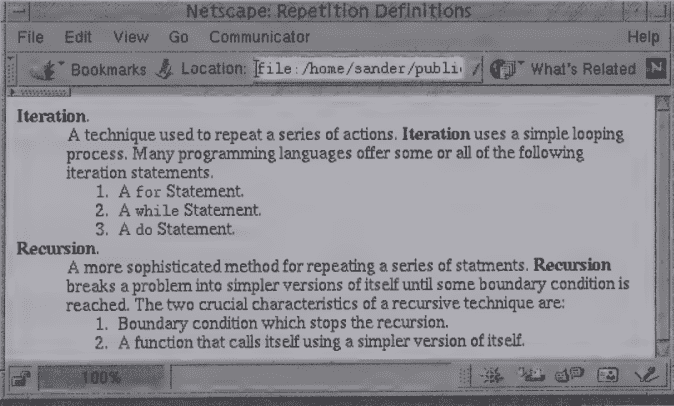 Netscape: Repetition Definitions
File Edit View Go Communicator Help
Bookmarks Location: file:/home/sander/publi What's Related N
Iteration.
A technique used to repeat a series of actions. Iteration uses a simple looping
process. Many programming languages offer some or all of the following
iteration statements.
1. A for Statement.
2. A while Statement.
3. A do Statement.
Recursion.
A more sophisticated method for repeating a series of statments. Recursion
breaks a problem into simpler versions of itself until some boundary condition is
reached. The two crucial characteristics of a recursive technique are:
1. Boundary condition which stops the recursion.
2. A function that calls itself using a simpler version of itself.
100%